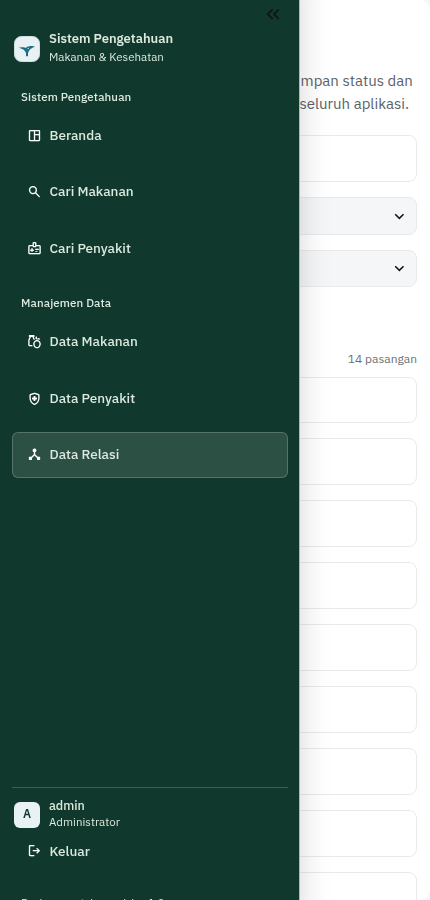 Sistem Pengetahuan
Makanan & Kesehatan
Sistem Pengetahuan
Beranda
Cari Makanan
Cari Penyakit
Manajemen Data
Data Makanan
Data Penyakit
Data Relasi
A
admin
Administrator
Keluar
mpan status dan
seluruh aplikasi.
14 pasangan